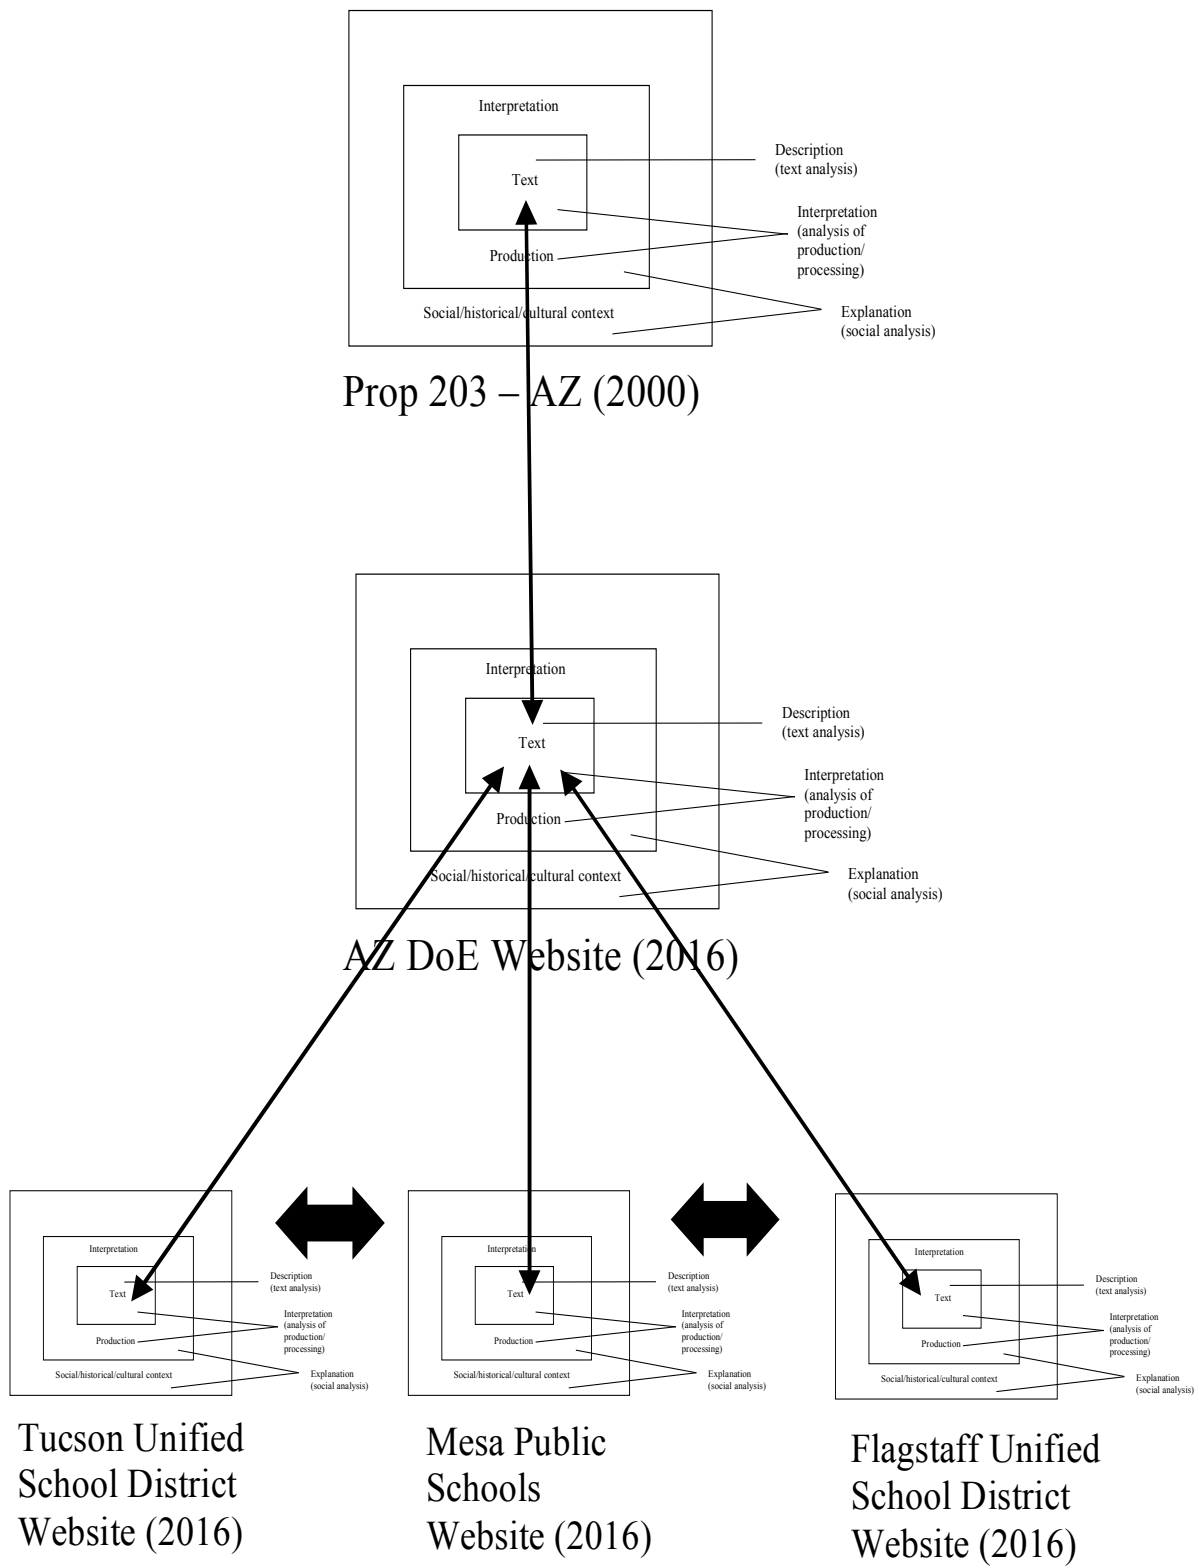 Interpretation
Description
(text analysis)
Text
Interpretation
(analysis of
production/
processing)
Production
Explanation
(social analysis)
Social/historical/cultural context
Prop 203 – AZ (2000)
Interpretation
Description
(text analysis)
Text
Interpretation
(analysis of
production/
processing)
Production
Explanation
(social analysis)
Social/historical/cultural context
AZ DoE Website (2016)
Interpretation
Description
(text analysis)
Text
Interpretation
(analysis of
production/
processing)
Production
Explanation
(social analysis)
Social/historical/cultural context
Tucson Unified
School District
Website (2016)
Interpretation
Description
(text analysis)
Text
Interpretation
(analysis of
production/
processing)
Production
Explanation
(social analysis)
Social/historical/cultural context
Mesa Public
Schools
Website (2016)
Interpretation
Description
(text analysis)
Text
Interpretation
(analysis of
production/
processing)
Production
Explanation
(social analysis)
Social/historical/cultural context
Flagstaff Unified
School District
Website (2016)